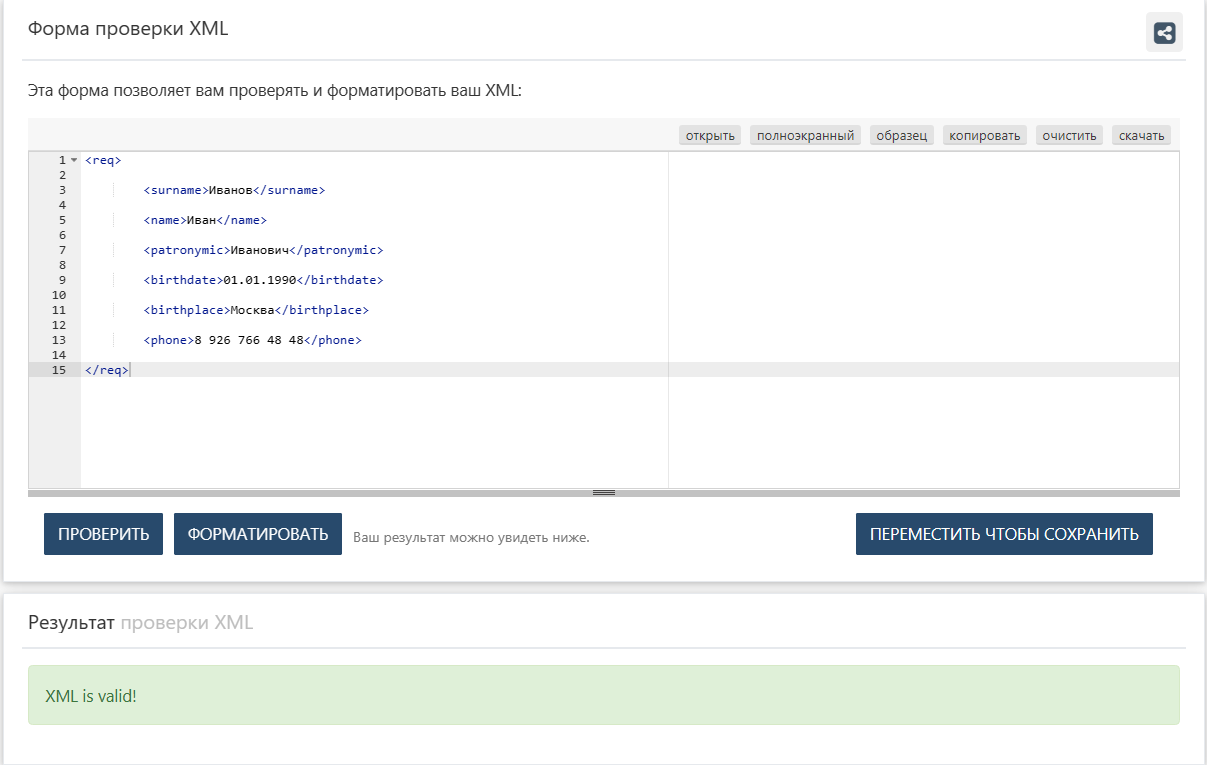 Форма проверки XML
Эта форма позволяет вам проверять и форматировать ваш XML:
открыть полноэкранный образец копировать очистить скачать
1 <req>
2
3 <surname>Иванов</surname>
4
5 <name>Иван</name>
6
7 <patronymic>Иванович</patronymic>
8
9 <birthdate>01.01.1990</birthdate>
10
11 <birthplace>Москва</birthplace>
12
13 <phone>8 926 766 48 48</phone>
14
15 </req>
ПРОВЕРИТЬ ФОРМАТИРОВАТЬ Ваш результат можно увидеть ниже. ПЕРЕМЕСТИТЬ ЧТОБЫ СОХРАНИТЬ
Результат проверки XML
XML is valid!